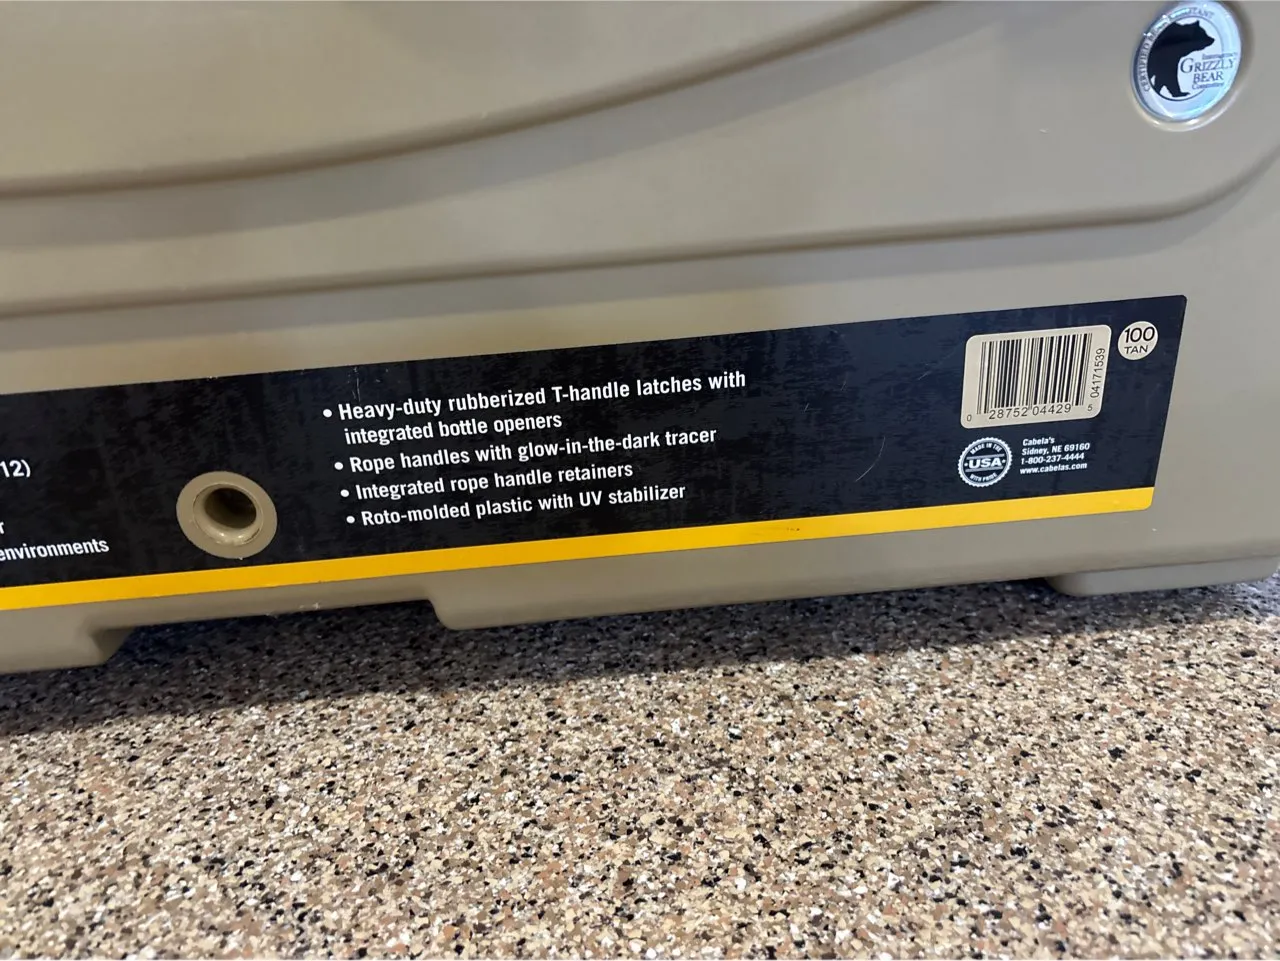 12)
r
environments
• Heavy-duty rubberized T-handle latches with
integrated bottle openers
• Rope handles with glow-in-the-dark tracer
• Integrated rope handle retainers
• Roto-molded plastic with UV stabilizer
0 28752 04429 5
04171539
100
TAN
MADE IN THE
USA
WITH PRIDE
Cabela's
Sidney, NE 69160
1-800-237-4444
www.cabelas.com
Interagency
GRIZZLY
BEAR
Committee